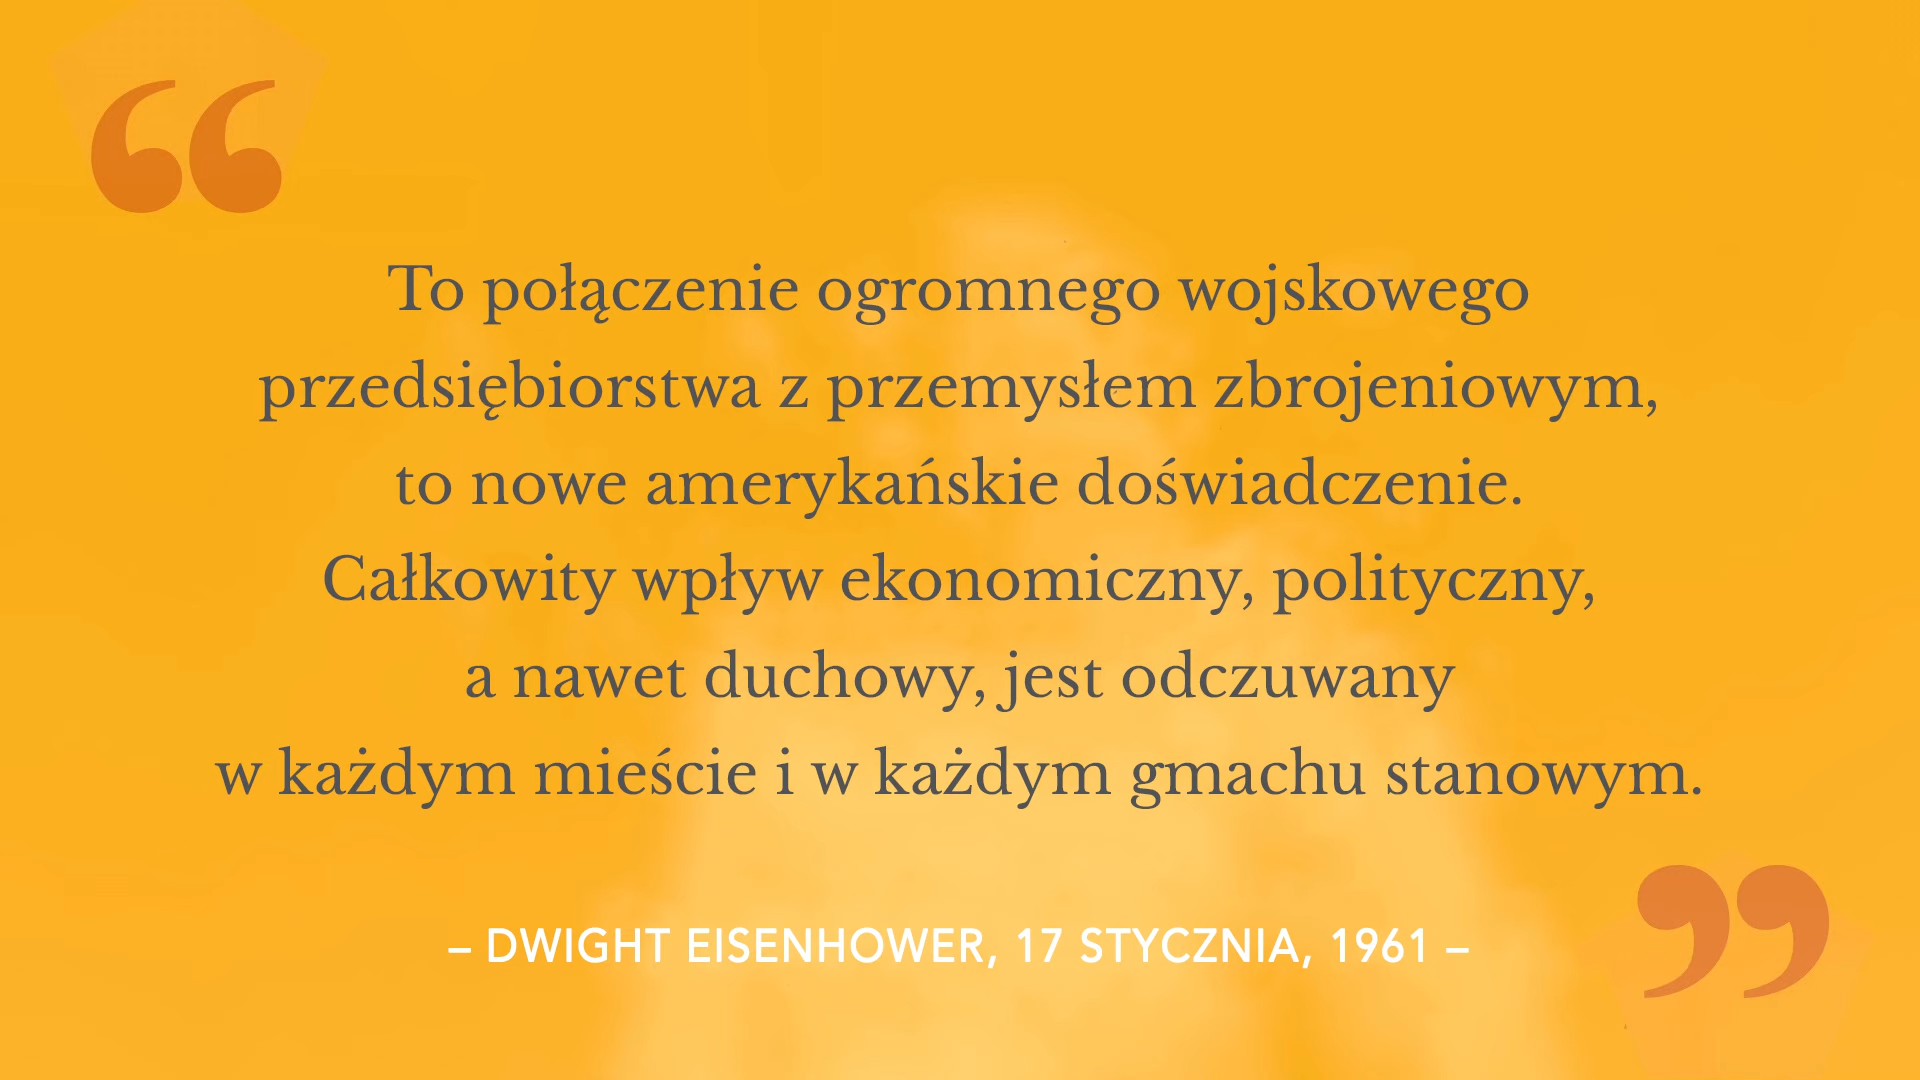 “
To połączenie ogromnego wojskowego
przedsiębiorstwa z przemysłem zbrojeniowym,
to nowe amerykańskie doświadczenie.
Całkowity wpływ ekonomiczny, polityczny,
a nawet duchowy, jest odczuwany
w każdym mieście i w każdym gmachu stanowym.
”
– DWIGHT EISENHOWER, 17 STYCZNIA, 1961 –